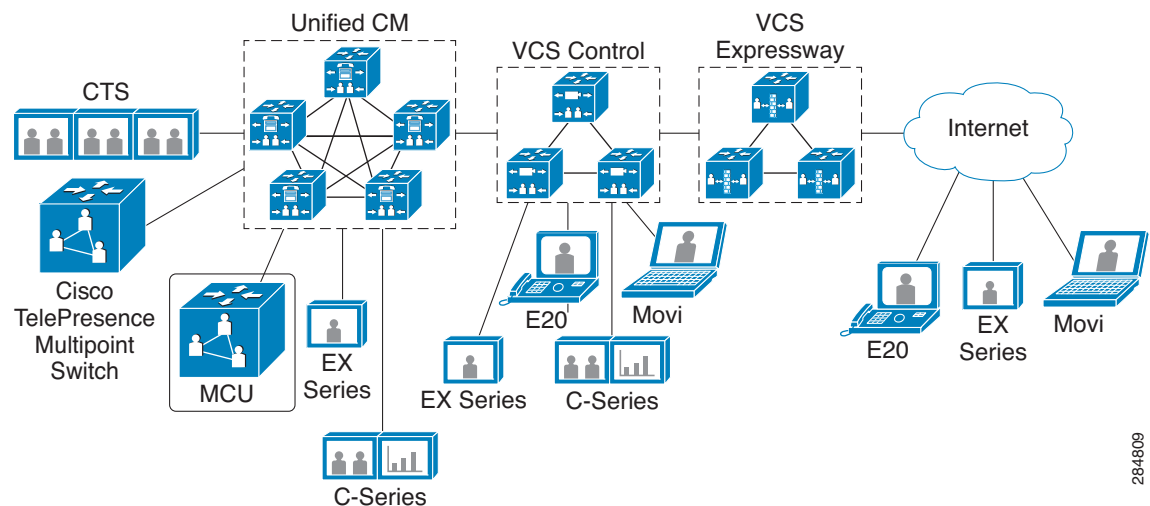 Unified CM
VCS Control
VCS
Expressway
CTS
Internet
Cisco
TelePresence
Multipoint
Switch
MCU
EX
Series
C-Series
E20
Movi
EX Series
C-Series
E20
EX
Series
Movi
284809